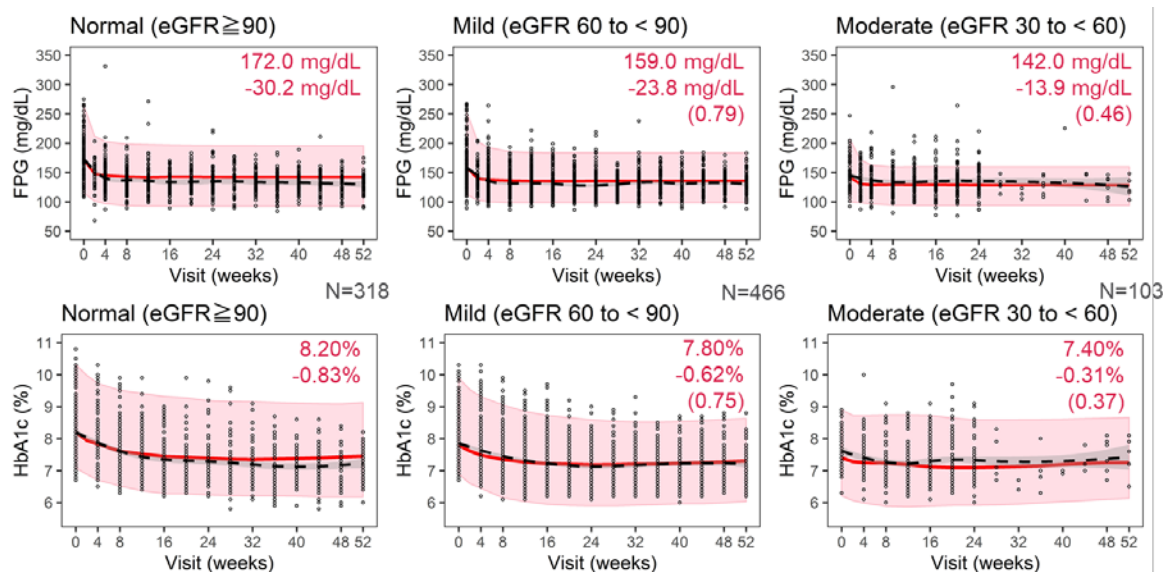 Normal (eGFR≧90)
172.0 mg/dL
-30.2 mg/dL
FPG (mg/dL)
350
300
250
200
150
100
50
0 4 8 16 24 32 40 48 52
Visit (weeks)
N=318
Mild (eGFR 60 to < 90)
159.0 mg/dL
-23.8 mg/dL
(0.79)
FPG (mg/dL)
350
300
250
200
150
100
50
0 4 8 16 24 32 40 48 52
Visit (weeks)
N=466
Moderate (eGFR 30 to < 60)
142.0 mg/dL
-13.9 mg/dL
(0.46)
FPG (mg/dL)
350
300
250
200
150
100
50
0 4 8 16 24 32 40 48 52
Visit (weeks)
N=103
Normal (eGFR≧90)
8.20%
-0.83%
HbA1c (%)
11
10
9
8
7
6
0 4 8 16 24 32 40 48 52
Visit (weeks)
Mild (eGFR 60 to < 90)
7.80%
-0.62%
(0.75)
HbA1c (%)
11
10
9
8
7
6
0 4 8 16 24 32 40 48 52
Visit (weeks)
Moderate (eGFR 30 to < 60)
7.40%
-0.31%
(0.37)
HbA1c (%)
11
10
9
8
7
6
0 4 8 16 24 32 40 48 52
Visit (weeks)